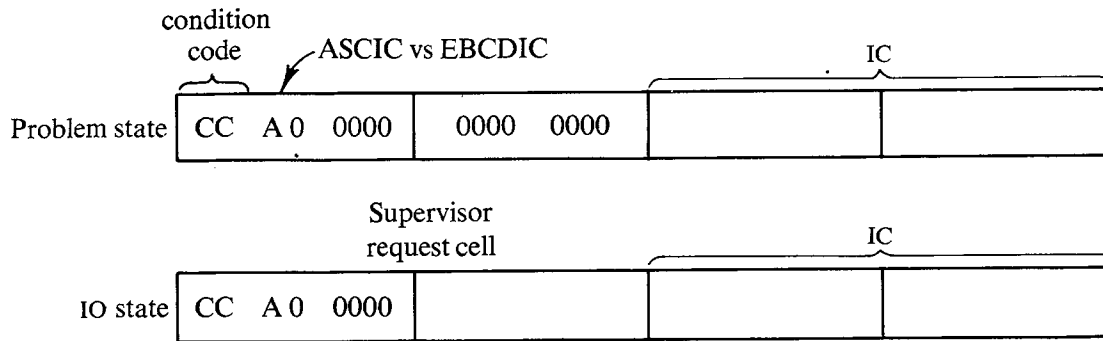 condition
code
ASCIC vs EBCDIC
IC
Problem state CC A 0 0000 0000 0000
Supervisor
request cell
IC
IO state CC A 0 0000